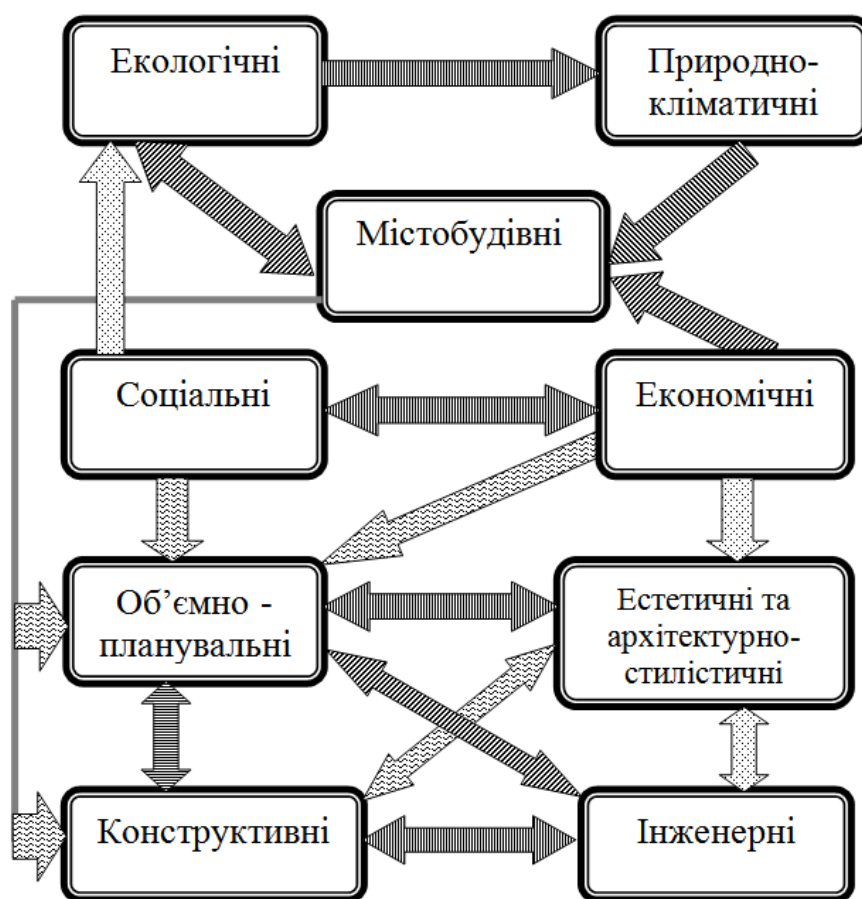 Екологічні
Природно-
кліматичні
Містобудівні
Соціальні
Економічні
Об’ємно -
планувальні
Естетичні та
архітектурно-
стилістичні
Конструктивні
Інженерні